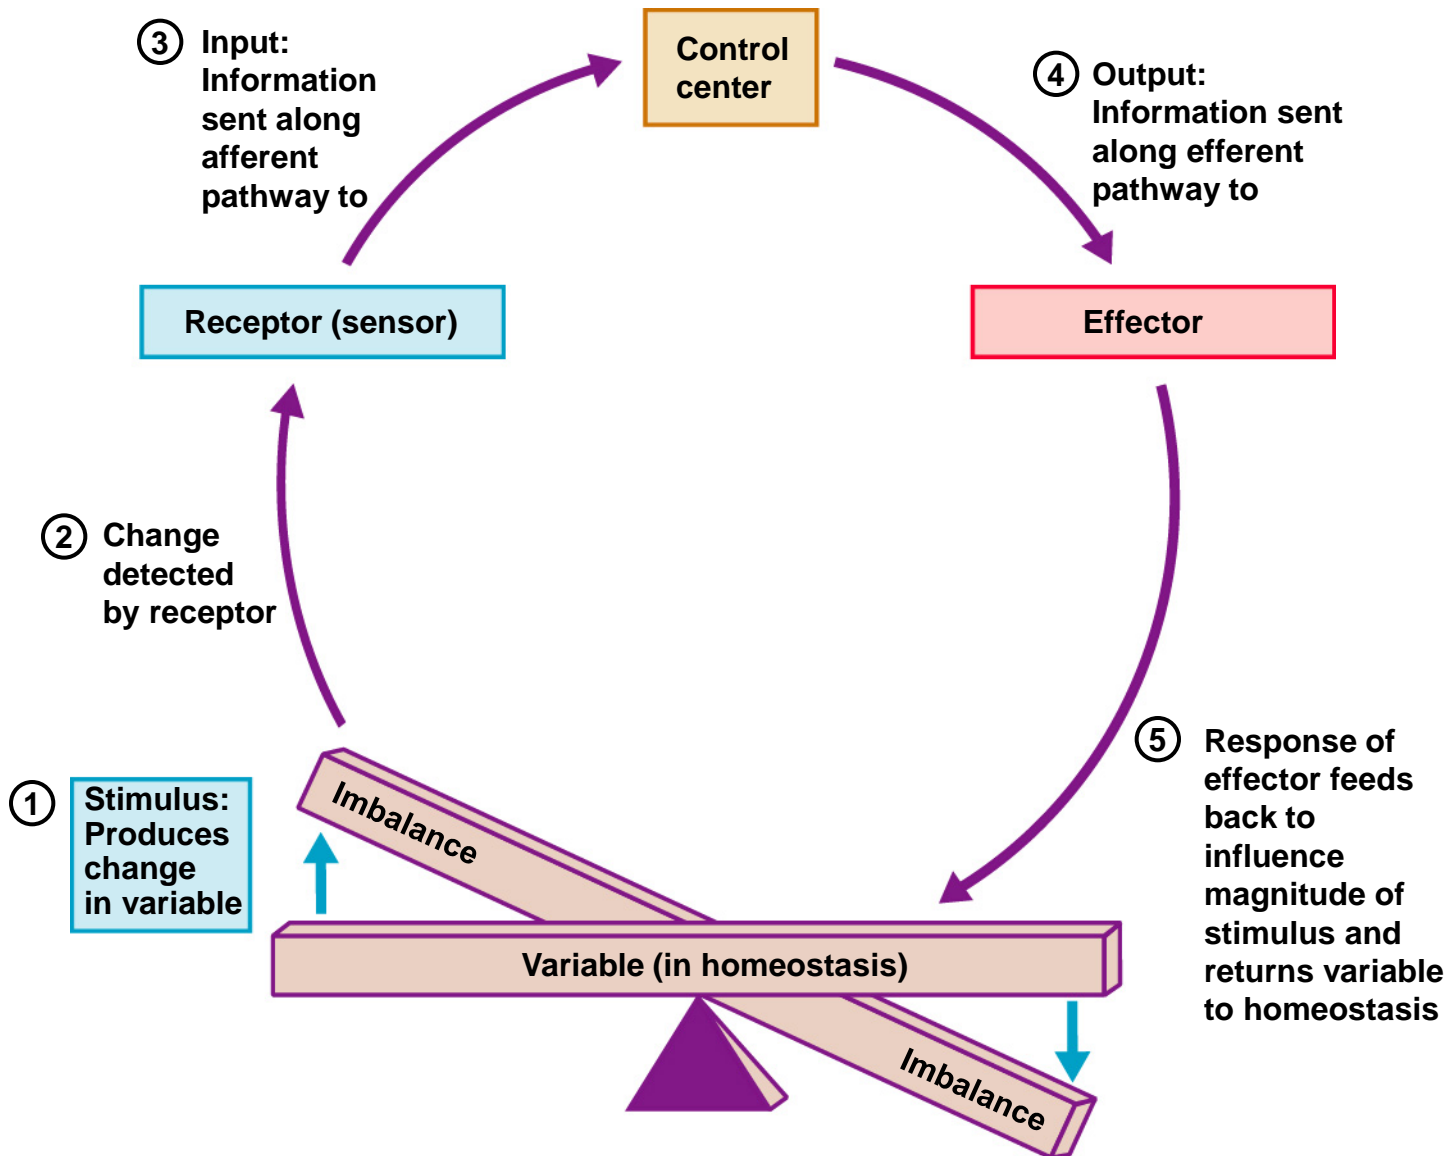 3 Input:
Information
sent along
afferent
pathway to
Control
center
4 Output:
Information sent
along efferent
pathway to
Receptor (sensor)
Effector
2 Change
detected
by receptor
1 Stimulus:
Produces
change
in variable
Imbalance
Variable (in homeostasis)
Imbalance
5 Response of
effector feeds
back to
influence
magnitude of
stimulus and
returns variable
to homeostasis